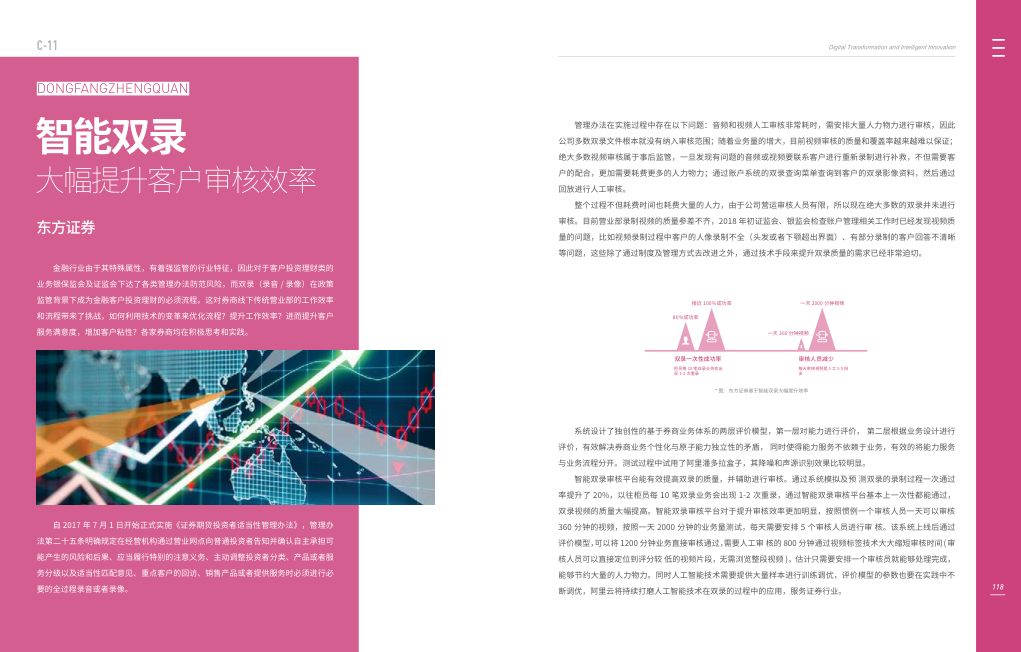 C-11
DONGFANGZHENGQUAN
智能双录
大幅提升客户审核效率
东方证券
金融行业由于其特殊属性，有着强监管的行业特征，因此对于客户投资理财类的
业务银保监会及证监会下达了各类管理办法防范风险，而双录（录音 / 录像）在政策
监管背景下成为金融客户投资理财的必须流程。这对券商线下传统营业部的工作效率
和流程带来了挑战，如何利用技术的变革来优化流程？提升工作效率？进而提升客户
服务满意度，增加客户粘性？各家券商均在积极思考和实践。
自 2017 年 7 月 1 日开始正式实施《证券期货投资者适当性管理办法》，管理办
法第二十五条明确规定在经营机构通过营业网点向普通投资者告知并确认自主承担可
能产生的风险和后果、应当履行特别的注意义务、主动调整投资者分类、产品或者服
务分级以及适当性匹配意见、重点客户的回访、销售产品或者提供服务时必须进行必
要的全过程录音或者录像。
Digital Transformation and Intelligent Innovation
管理办法在实施过程中存在以下问题：音频和视频人工审核非常耗时，需安排大量人力物力进行审核，因此
公司多数双录文件根本就没有纳入审核范围；随着业务量的增大，目前视频审核的质量和覆盖率越来越难以保证；
绝大多数视频审核属于事后监管，一旦发现有问题的音频或视频要联系客户进行重新录制进行补救，不但需要客
户的配合，更加需要耗费更多的人力物力；通过账户系统的双录查询菜单查询到客户的双录影像资料，然后通过
回放进行人工审核。
整个过程不但耗费时间也耗费大量的人力，由于公司营运审核人员有限，所以现在绝大多数的双录并未进行
审核。目前营业部录制视频的质量参差不齐，2018 年初证监会、银监会检查账户管理相关工作时已经发现视频质
量的问题，比如视频录制过程中客户的人像录制不全（头发或者下颚超出界面）、有部分录制的客户回答不清晰
等问题，这些除了通过制度及管理方式去改进之外，通过技术手段来提升双录质量的需求已经非常迫切。
接近 100%成功率
80%成功率
双录一次性成功率
一天 2000 分钟视频
一天 360 分钟视频
审核人员减少
* 图：东方证券基于智能双录大幅提升效率
系统设计了独创性的基于券商业务体系的两层评价模型，第一层对能力进行评价， 第二层根据业务设计进行
评价，有效解决券商业务个性化与原子能力独立性的矛盾， 同时使得能力服务不依赖于业务，有效的将能力服务
与业务流程分开。测试过程中试用了阿里潘多拉盒子，其降噪和声源识别效果比较明显。
智能双录审核平台能有效提高双录的质量，并辅助进行审核。通过系统模拟及预 测双录的录制过程一次通过
率提升了 20%，以往柜员每 10 笔双录业务会出现 1-2 次重录，通过智能双录审核平台基本上一次性都能通过，
双录视频的质量大幅提高。智能双录审核平台对于提升审核效率更加明显，按照惯例一个审核人员一天可以审核
360 分钟的视频，按照一天 2000 分钟的业务量测试，每天需要安排 5 个审核人员进行审 核。该系统上线后通过
评价模型，可以将 1200 分钟业务直接审核通过，需要人工审 核的 800 分钟通过视频标签技术大大缩短审核时间（审
核人员可以直接定位到评分较 低的视频片段，无需浏览整段视频），估计只需要安排一个审核员就能够处理完成，
能够节约大量的人力物力。同时人工智能技术需要提供大量样本进行训练调优，评价模型的参数也要在实践中不
断调优，阿里云将持续打磨人工智能技术在双录的过程中的应用，服务证券行业。
118